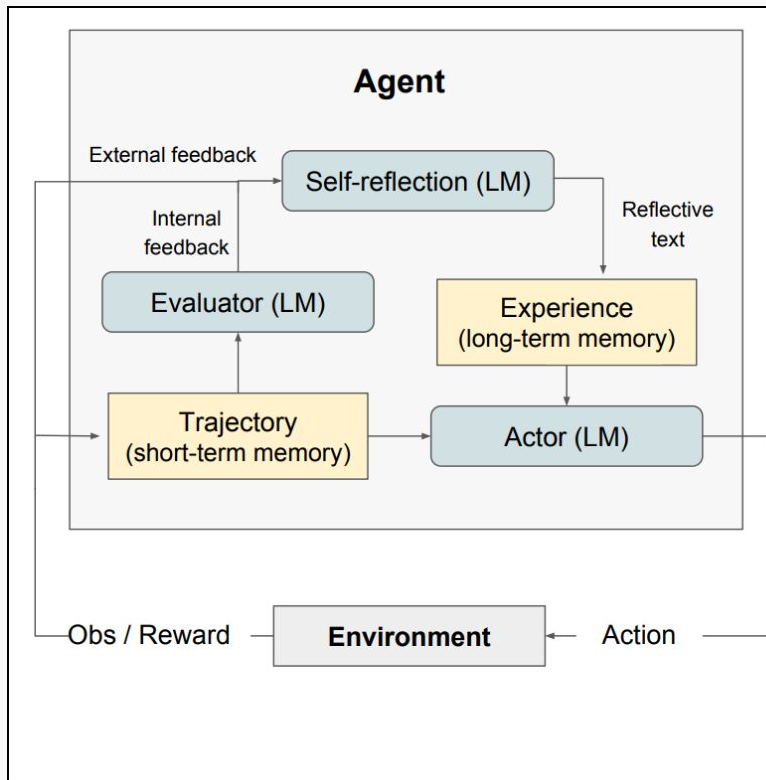 Agent
External feedback
Self-reflection (LM)
Internal
feedback
Reflective
text
Evaluator (LM)
Experience
(long-term memory)
Trajectory
(short-term memory)
Actor (LM)
Obs / Reward
Environment
Action